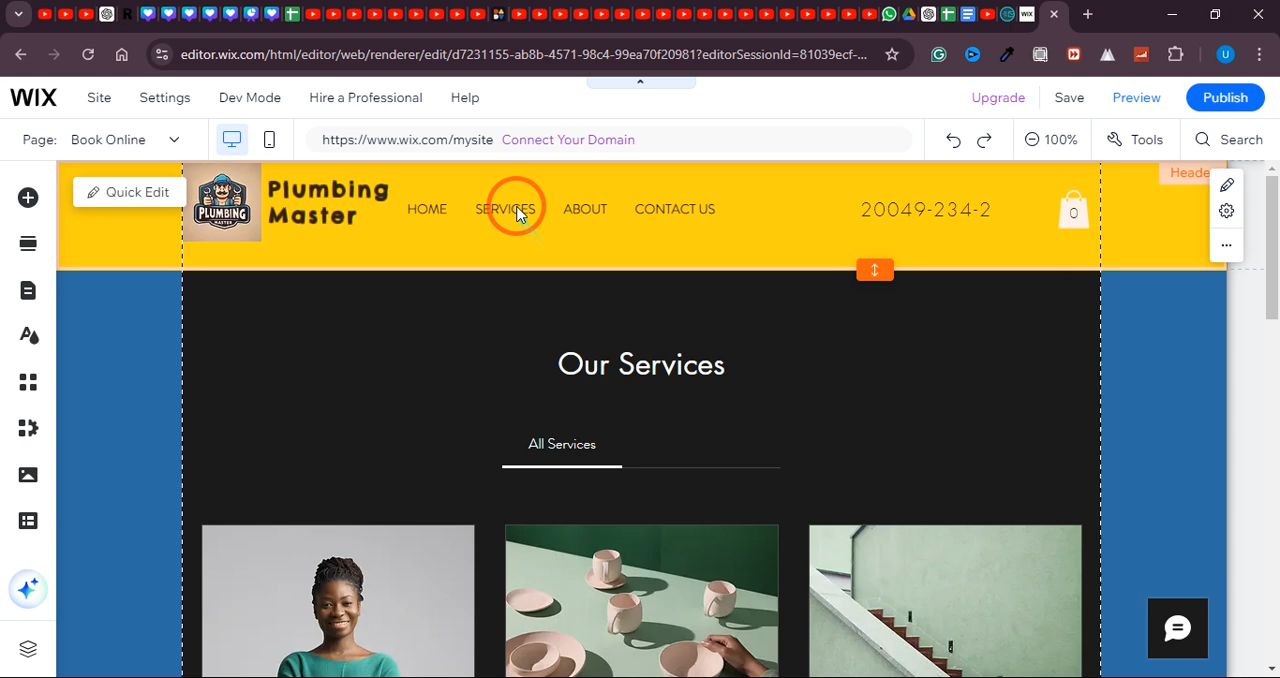 editor.wix.com/html/editor/web/renderer/edit/d7231155-ab8b-4571-98c4-99ea70f20981?editorSessionId=81039ecf-...
WIX Site Settings Dev Mode Hire a Professional Help Upgrade Save Preview Publish
Page: Book Online https://www.wix.com/mysite Connect Your Domain 100% Tools Search
Quick Edit
PLUMBING
Plumbing
Master
HOME SERVICES ABOUT CONTACT US
20049-234-2
0
Heade
Our Services
All Services